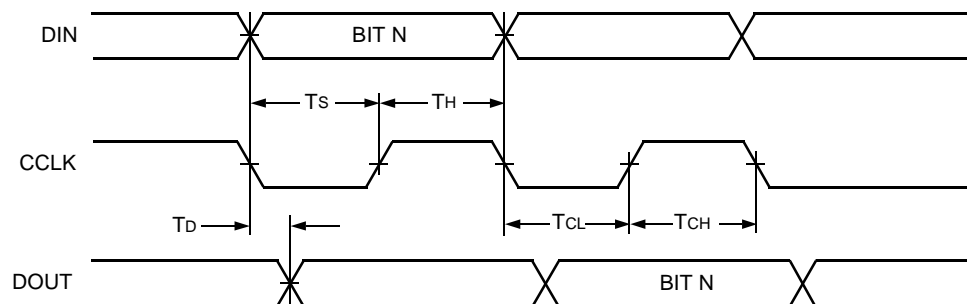 DIN BIT N
TS TH
CCLK
TD TCL TCH
DOUT BIT N